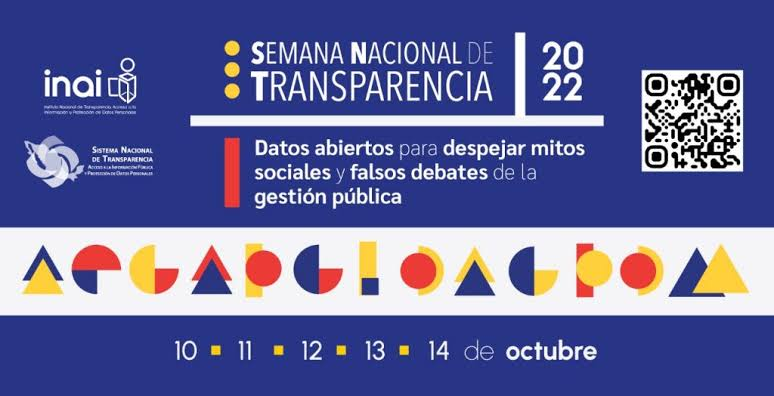 inai
Instituto Nacional de Transparencia, Acceso a la
Información y Protección de Datos Personales
SISTEMA NACIONAL
DE TRANSPARENCIA
ACCESO A LA INFORMACIÓN PÚBLICA
Y PROTECCIÓN DE DATOS PERSONALES
SEMANA NACIONAL DE
TRANSPARENCIA
20
22
Datos abiertos para despejar mitos
sociales y falsos debates de la
gestión pública
10 11 12 13 14 de octubre